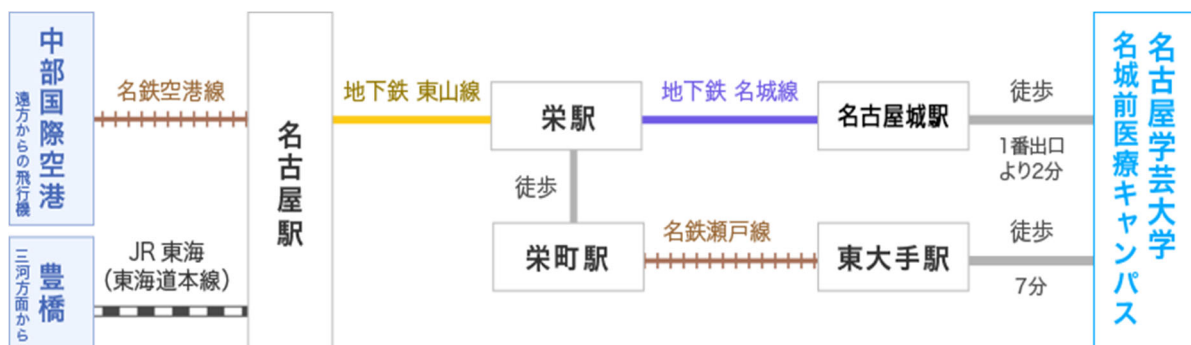 中部国際空港
遠方からの飛行機
豊橋
三河方面から
名鉄空港線
JR 東海
（東海道本線）
名古屋駅
地下鉄 東山線
栄駅
徒歩
栄町駅
地下鉄 名城線
名鉄瀬戸線
名古屋城駅
東大手駅
徒歩
1番出口
より2分
徒歩
7分
名古屋学芸大学
名城前医療キャンパス